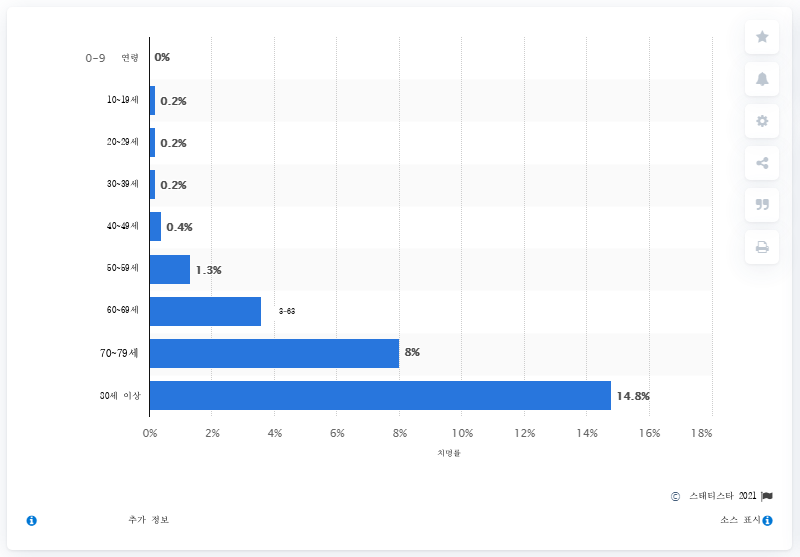 0-9 연령 0%
10~19세 0.2%
20~29세 0.2%
30~39세 0.2%
40~49세 0.4%
50~59세 1.3%
60~69세 3-63
70~79세 8%
80세 이상 14.8%
0% 2% 4% 6% 8% 10% 12% 14% 16% 18%
치명률
© 스태티스타 2021
추가 정보 소스 표시